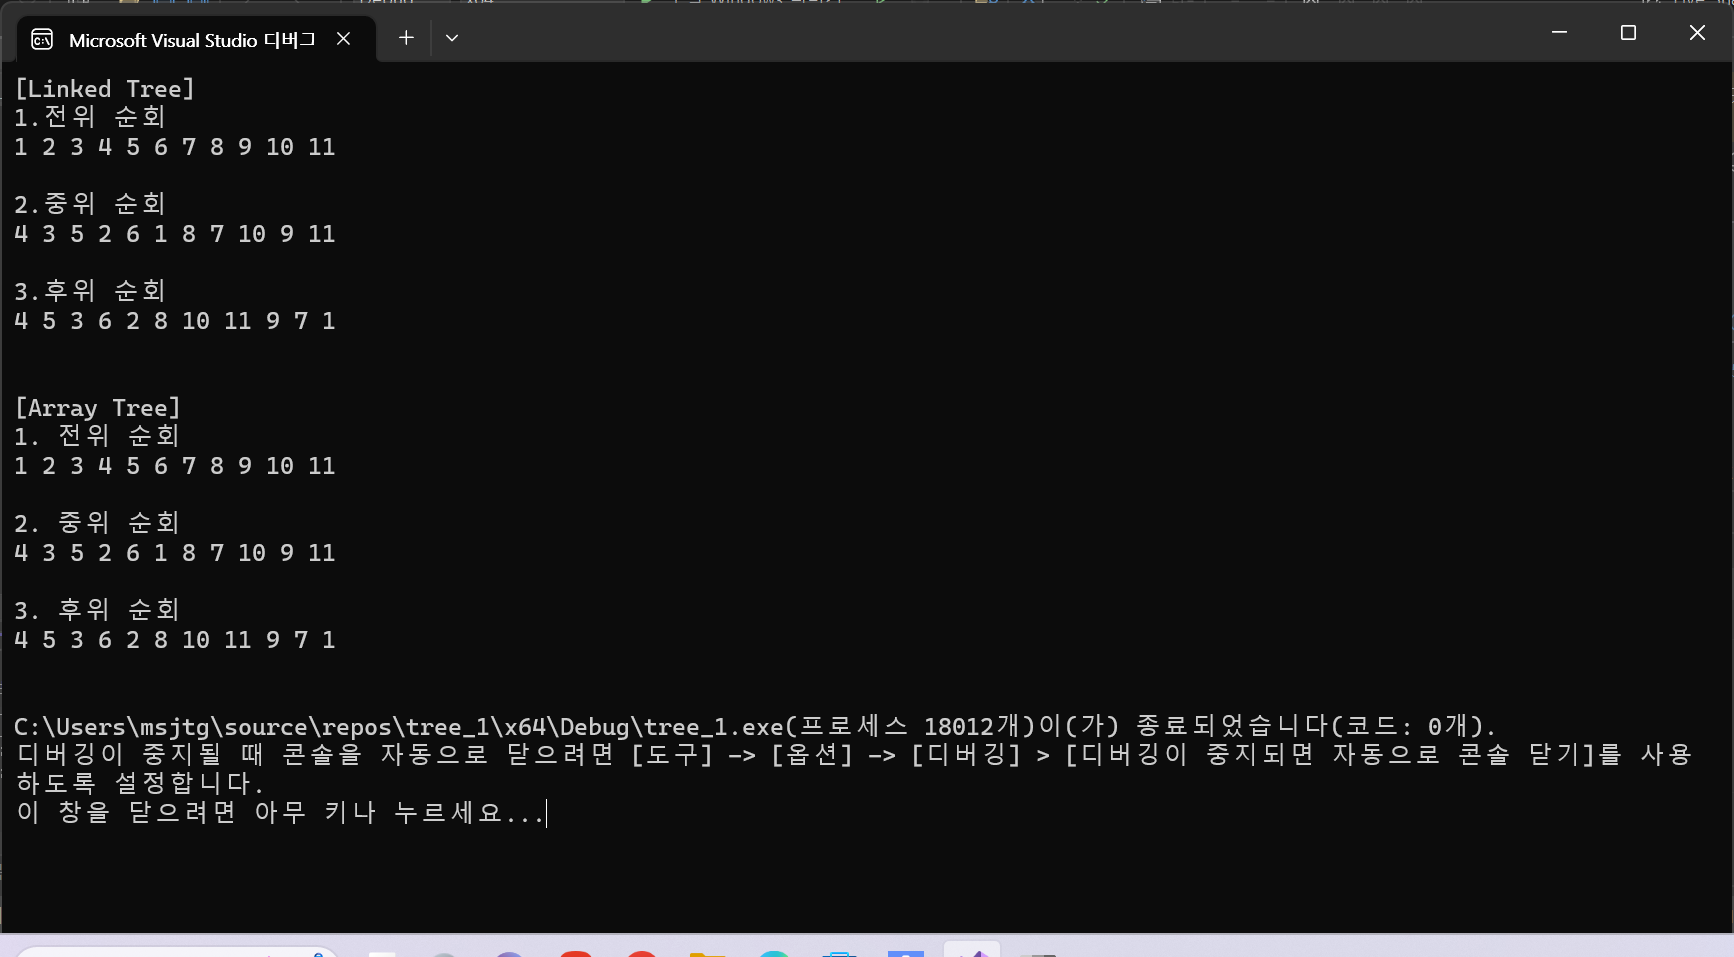 Microsoft Visual Studio 디버그
[Linked Tree]
1.전위 순회
1 2 3 4 5 6 7 8 9 10 11
2.중위 순회
4 3 5 2 6 1 8 7 10 9 11
3.후위 순회
4 5 3 6 2 8 10 11 9 7 1
[Array Tree]
1. 전위 순회
1 2 3 4 5 6 7 8 9 10 11
2. 중위 순회
4 3 5 2 6 1 8 7 10 9 11
3. 후위 순회
4 5 3 6 2 8 10 11 9 7 1
C:\Users\msjtg\source\repos\tree_1\x64\Debug\tree_1.exe(프로세스 18012개)이(가) 종료되었습니다(코드: 0개).
디버깅이 중지될 때 콘솔을 자동으로 닫으려면 [도구] -> [옵션] -> [디버깅] > [디버깅이 중지되면 자동으로 콘솔 닫기]를 사용
하도록 설정합니다.
이 창을 닫으려면 아무 키나 누르세요...